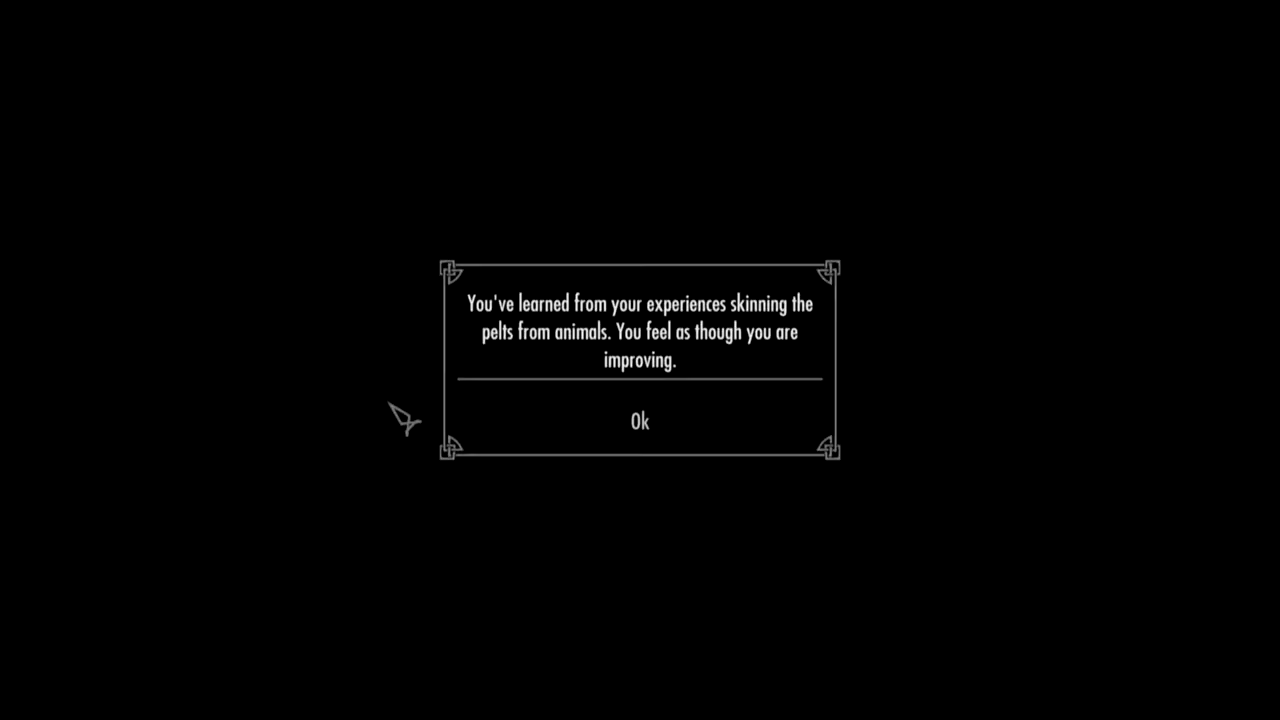 You've learned from your experiences skinning the
pelts from animals. You feel as though you are
improving.
Ok